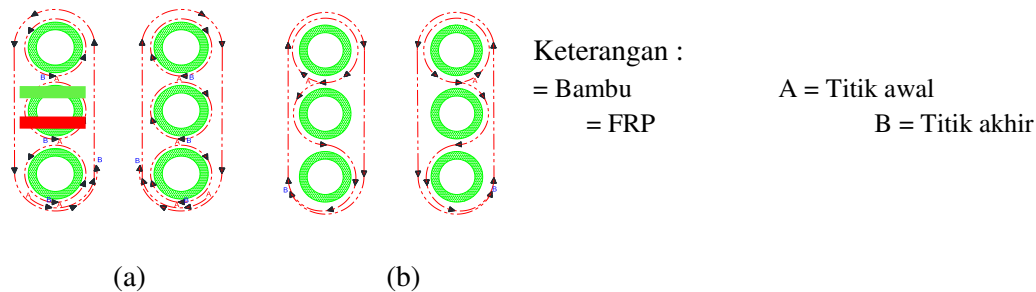 Keterangan :
= Bambu A = Titik awal
= FRP B = Titik akhir
B B
A A
A A
B A B
B B
B B
A A
(a) (b)